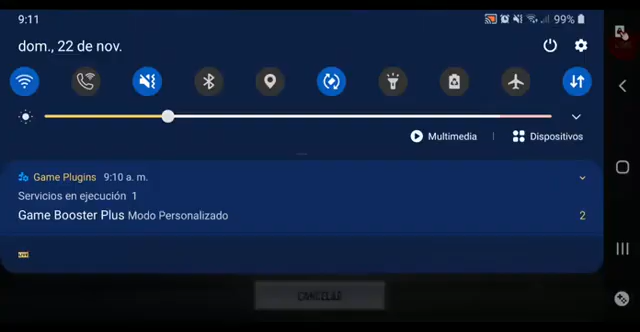 9:11
99%
dom., 22 de nov.
Multimedia
Dispositivos
Game Plugins 9:10 a. m.
Servicios en ejecución 1
Game Booster Plus Modo Personalizado
2